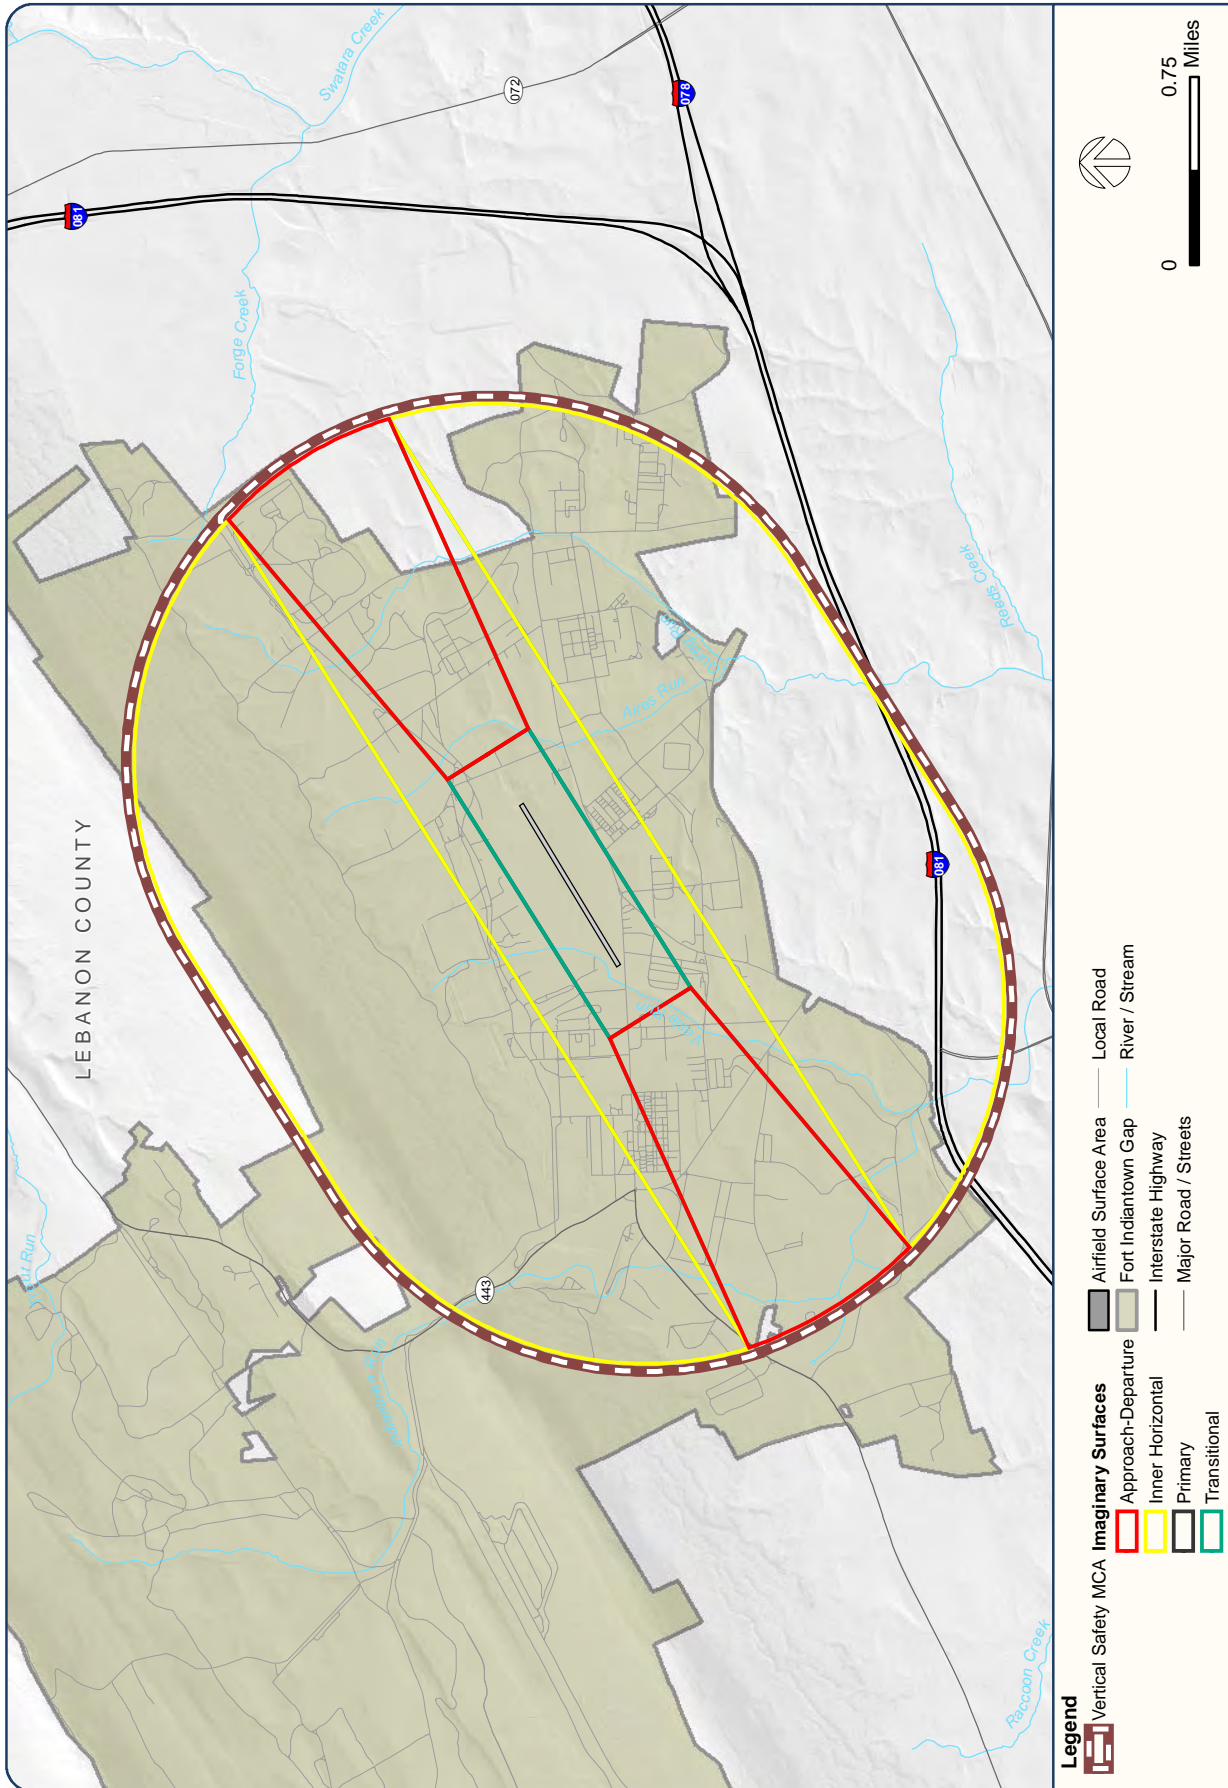 LEBANON COUNTY
Swatara Creek
072
078
081
Forge Creek
Reeds Creek
Aires Run
081
443
Indiantown Run
Raccoon Creek
Legend
Vertical Safety MCA
Imaginary Surfaces
Approach-Departure
Inner Horizontal
Primary
Transitional
Airfield Surface Area
Fort Indiantown Gap
Interstate Highway
Major Road / Streets
Local Road
River / Stream
0 0.75
Miles